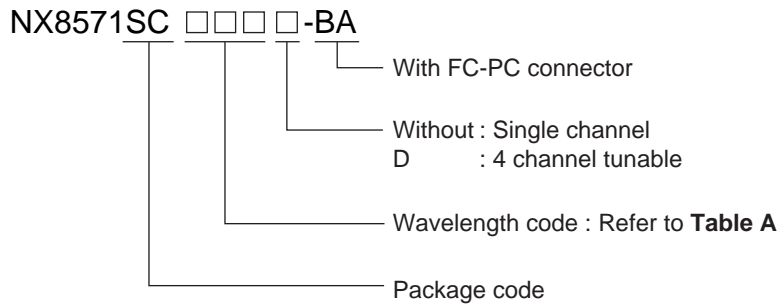 NX8571SC □□□ □-BA
With FC-PC connector
Without : Single channel
D : 4 channel tunable
Wavelength code : Refer to Table A
Package code